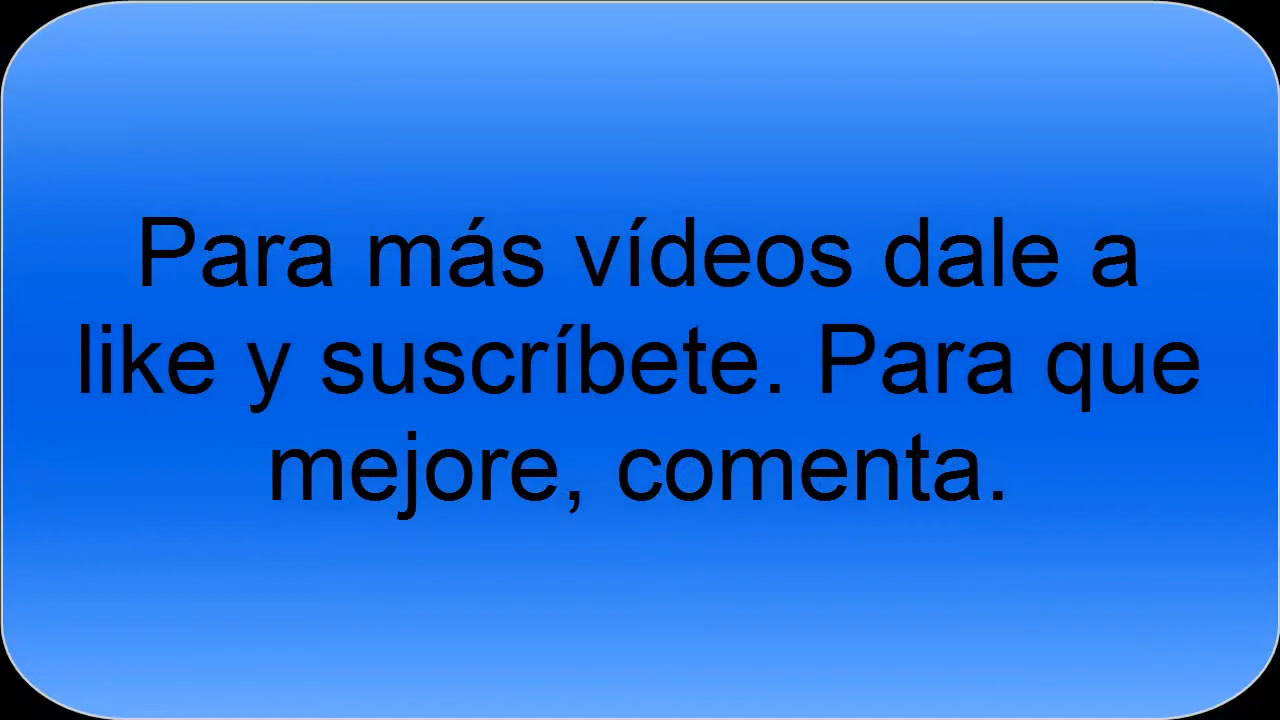 Para más vídeos dale a
like y suscríbete. Para que
mejore, comenta.